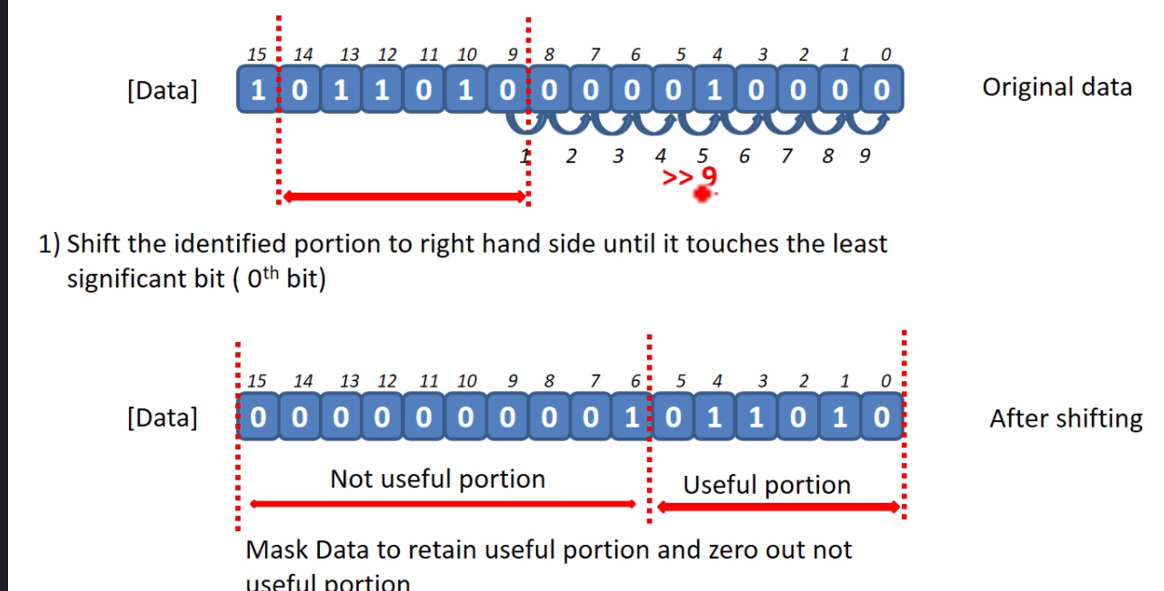 15 14 13 12 11 10 9 8 7 6 5 4 3 2 1 0
[Data] 1 0 1 1 0 1 0 0 0 0 0 1 0 0 0 0 Original data
1 2 3 4 5 6 7 8 9
>> 9
1) Shift the identified portion to right hand side until it touches the least
significant bit ( 0th bit)
15 14 13 12 11 10 9 8 7 6 5 4 3 2 1 0
[Data] 0 0 0 0 0 0 0 0 0 1 0 1 1 0 1 0 After shifting
Not useful portion Useful portion
Mask Data to retain useful portion and zero out not
useful portion